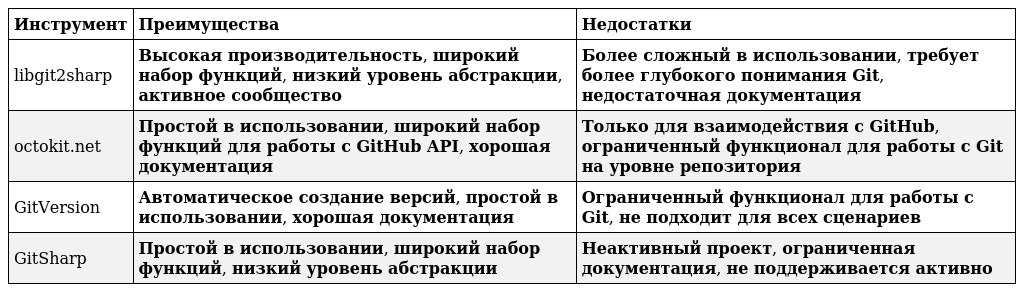 Инструмент Преимущества Недостатки
libgit2sharp
Высокая производительность, широкий
набор функций, низкий уровень абстракции,
активное сообщество
Более сложный в использовании, требует
более глубокого понимания Git,
недостаточная документация
octokit.net
Простой в использовании, широкий набор
функций для работы с GitHub API, хорошая
документация
Только для взаимодействия с GitHub,
ограниченный функционал для работы с Git
на уровне репозитория
GitVersion
Автоматическое создание версий, простой в
использовании, хорошая документация
Ограниченный функционал для работы с
Git, не подходит для всех сценариев
GitSharp
Простой в использовании, широкий набор
функций, низкий уровень абстракции
Неактивный проект, ограниченная
документация, не поддерживается активно